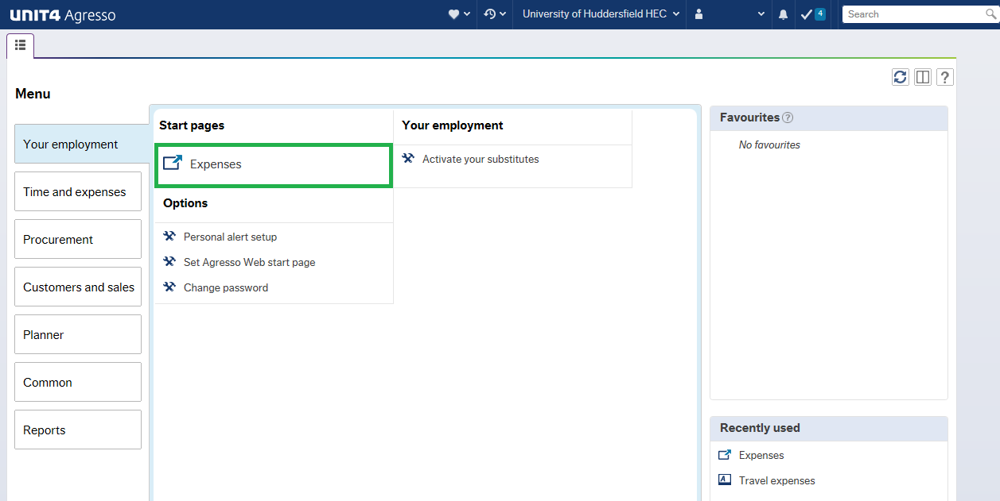 UNIT4 Agresso
University of Huddersfield HEC
4
Search
?
Menu
Your employment
Time and expenses
Procurement
Customers and sales
Planner
Common
Reports
Start pages
Expenses
Options
Personal alert setup
Set Agresso Web start page
Change password
Your employment
Activate your substitutes
Favourites ?
No favourites
Recently used
Expenses
A Travel expenses